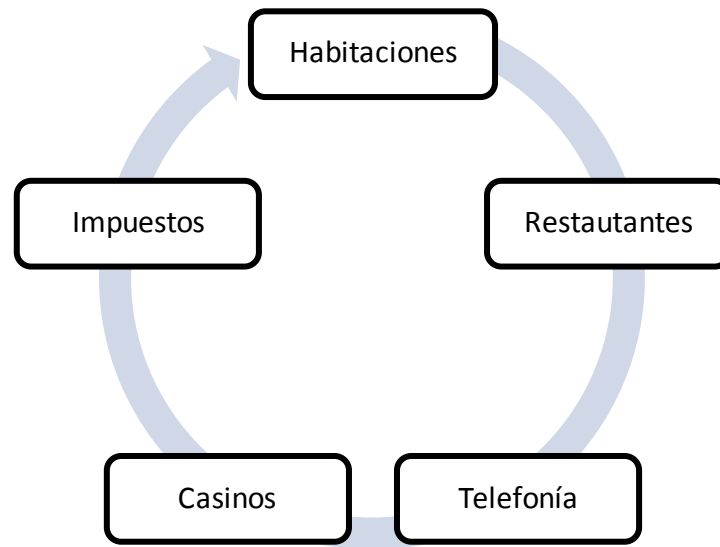 Habitaciones
Restautantes
Telefonía
Casinos
Impuestos